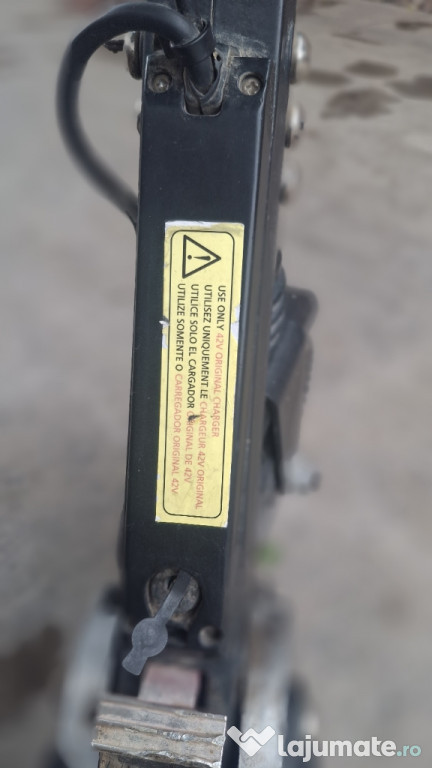 USE ONLY 42V ORIGINAL CHARGER
UTILISEZ UNIQUEMENT LE CHARGEUR 42V ORIGINAL
UTILICE SOLO EL CARGADOR ORIGINAL DE 42V
UTILIZE SOMENTE O CARREGADOR ORIGINAL 42V
lajumate.ro